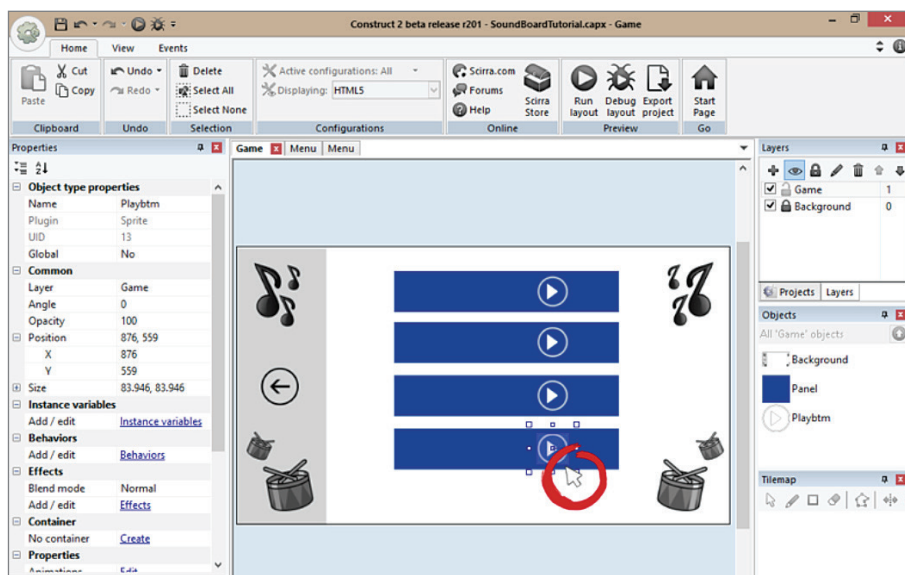 Construct 2 beta release r201 - SoundBoardTutorial.capx - Game
Home View Events
Paste
Cut
Copy
Clipboard
Undo
Redo
Undo
Delete
Select All
Select None
Selection
Active configurations: All
Displaying: HTML5
Configurations
Scirra.com
Forums
Help
Scirra Store
Online
Run layout
Debug layout
Export project
Preview
Start Page
Go
Properties
Object type properties
Name Playbtm
Plugin Sprite
UID 13
Global No
Common
Layer Game
Angle 0
Opacity 100
Position 876, 559
X 876
Y 559
Size 83.946, 83.946
Instance variables
Add / edit Instance variables
Behaviors
Add / edit Behaviors
Effects
Blend mode Normal
Add / edit Effects
Container
No container Create
Properties
Animations Edit
Game Menu Menu
Layers
Game 1
Background 0
Projects Layers
Objects
All 'Game' objects
Background
Panel
Playbtm
Tilemap